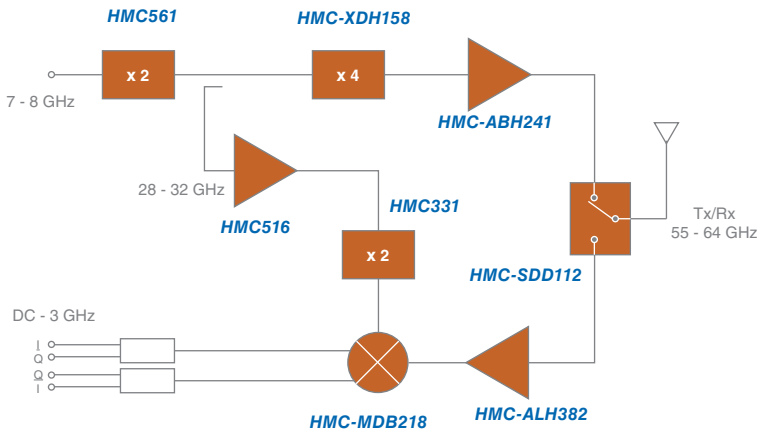 HMC561
HMC-XDH158
x 2
x 4
7 - 8 GHz
HMC-ABH241
28 - 32 GHz
HMC516
HMC331
Tx/Rx
55 - 64 GHz
x 2
HMC-SDD112
DC - 3 GHz
I
Q
Q
I
HMC-MDB218
HMC-ALH382